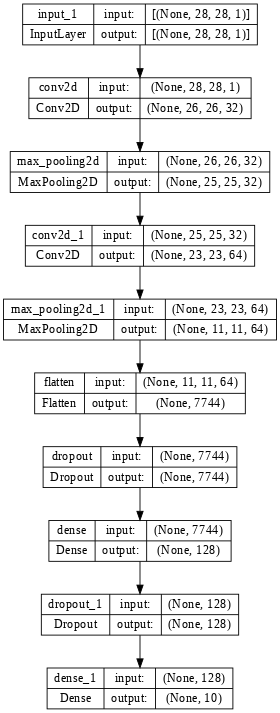 input_1 input: [(None, 28, 28, 1)]
InputLayer output: [(None, 28, 28, 1)]
conv2d input: (None, 28, 28, 1)
Conv2D output: (None, 26, 26, 32)
max_pooling2d input: (None, 26, 26, 32)
MaxPooling2D output: (None, 25, 25, 32)
conv2d_1 input: (None, 25, 25, 32)
Conv2D output: (None, 23, 23, 64)
max_pooling2d_1 input: (None, 23, 23, 64)
MaxPooling2D output: (None, 11, 11, 64)
flatten input: (None, 11, 11, 64)
Flatten output: (None, 7744)
dropout input: (None, 7744)
Dropout output: (None, 7744)
dense input: (None, 7744)
Dense output: (None, 128)
dropout_1 input: (None, 128)
Dropout output: (None, 128)
dense_1 input: (None, 128)
Dense output: (None, 10)